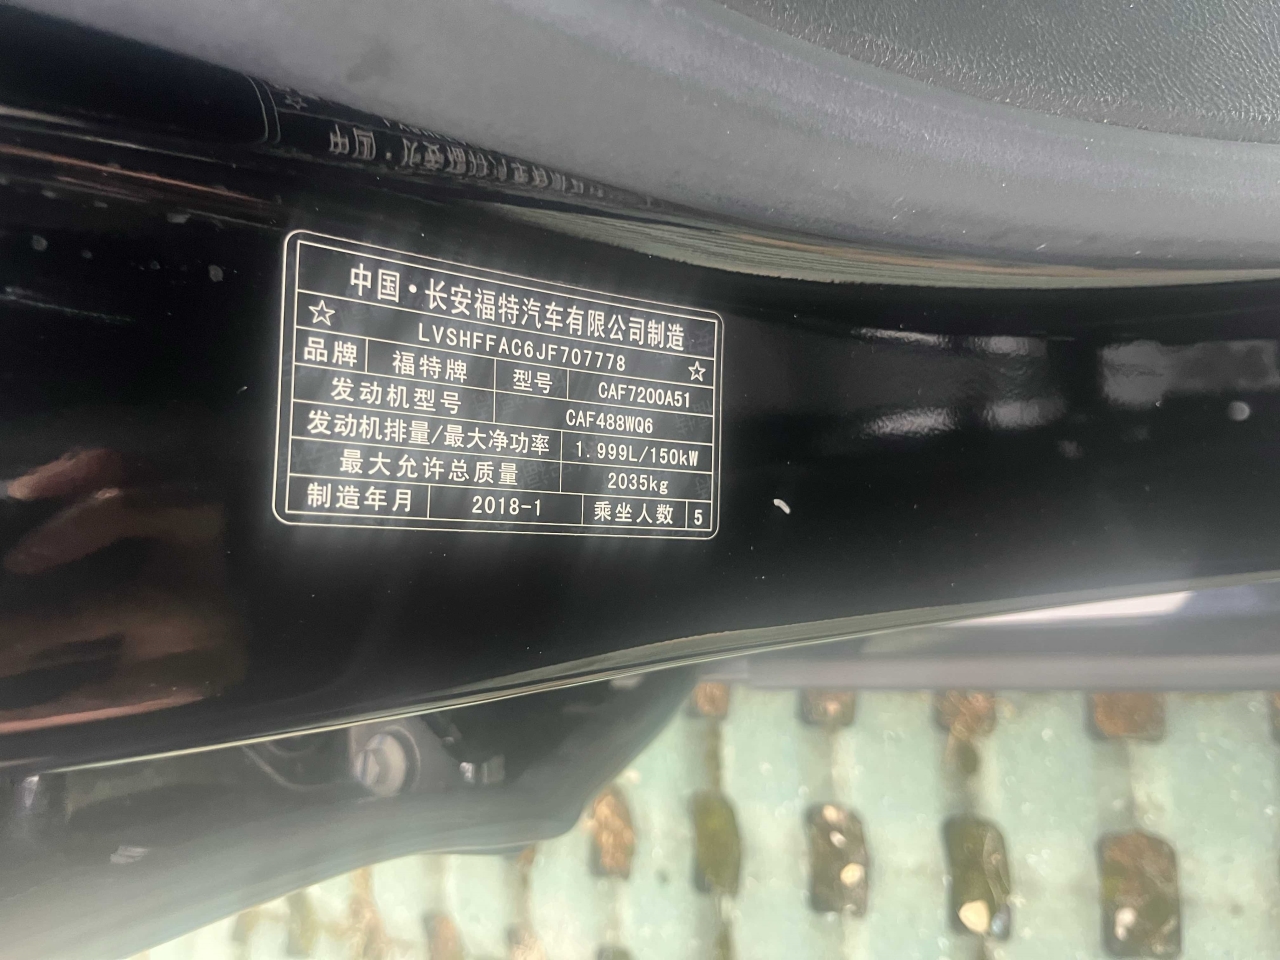 中国·长安福特汽车有限公司制造
☆ LVSHFFAC6JF707778 ☆
品牌 福特牌 型号 CAF7200A51
发动机型号 CAF488WQ6
发动机排量/最大净功率 1.999L/150kW
最大允许总质量 2035kg
制造年月 2018-1 乘坐人数 5